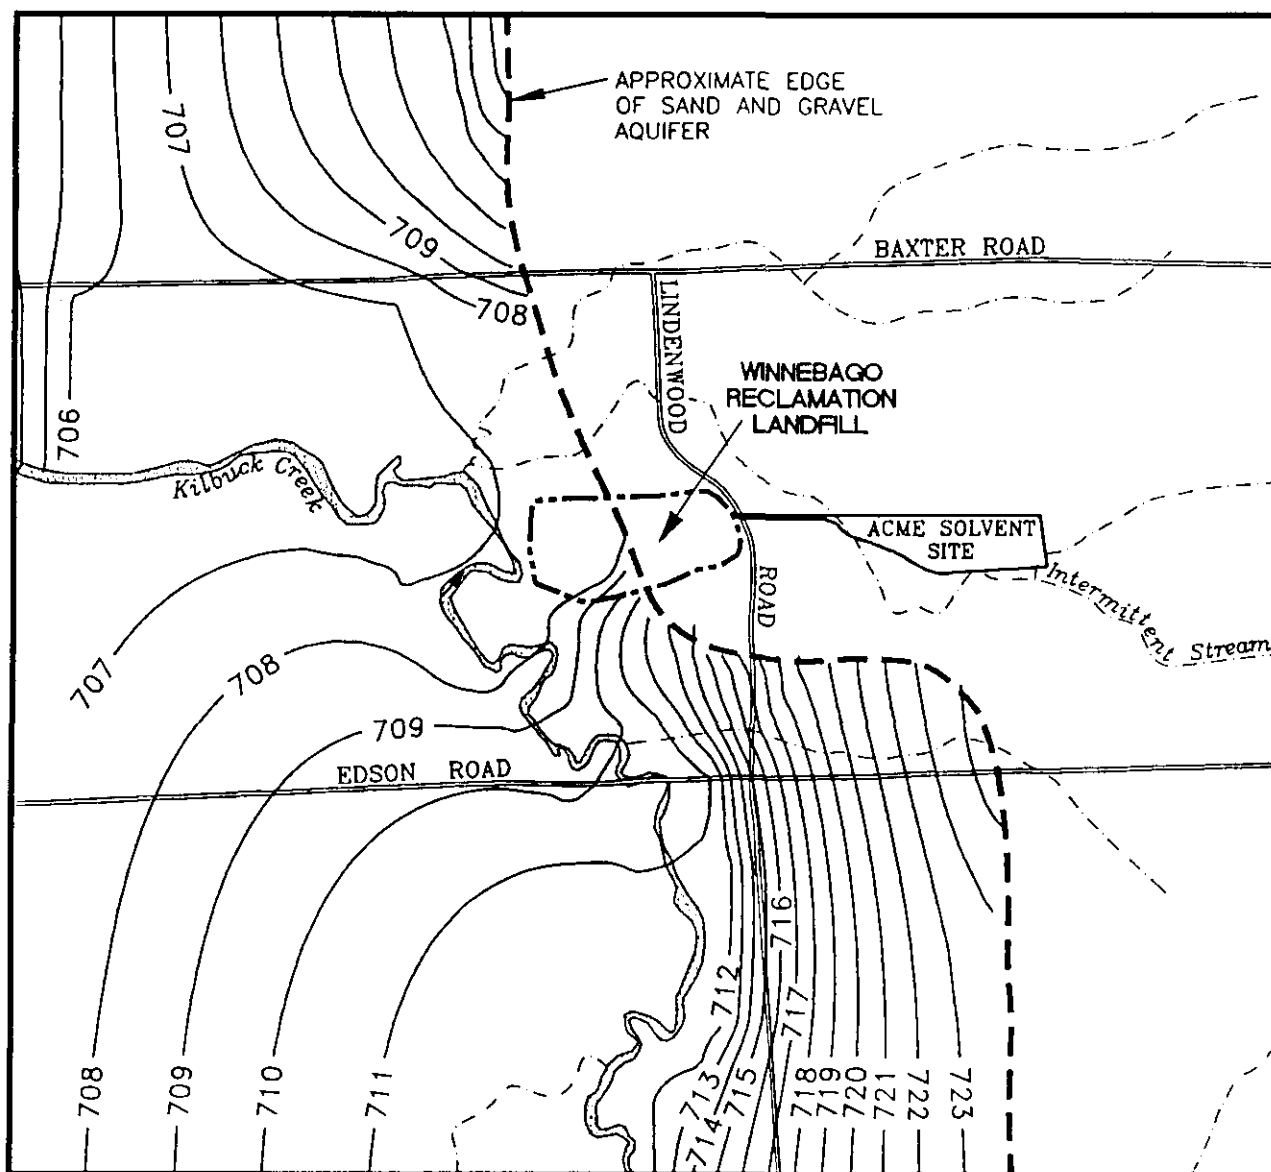 APPROXIMATE EDGE
OF SAND AND GRAVEL
AQUIFER
707
709
708
BAXTER ROAD
LINDENWOOD
ROAD
WINNEBAGO
RECLAMATION
LANDFILL
706
Kilbuck Creek
ACME SOLVENT
SITE
Intermittent Stream
707
708
709
EDSON ROAD
716
712
717
708
709
710
711
713
714
715
718
719
720
721
722
723